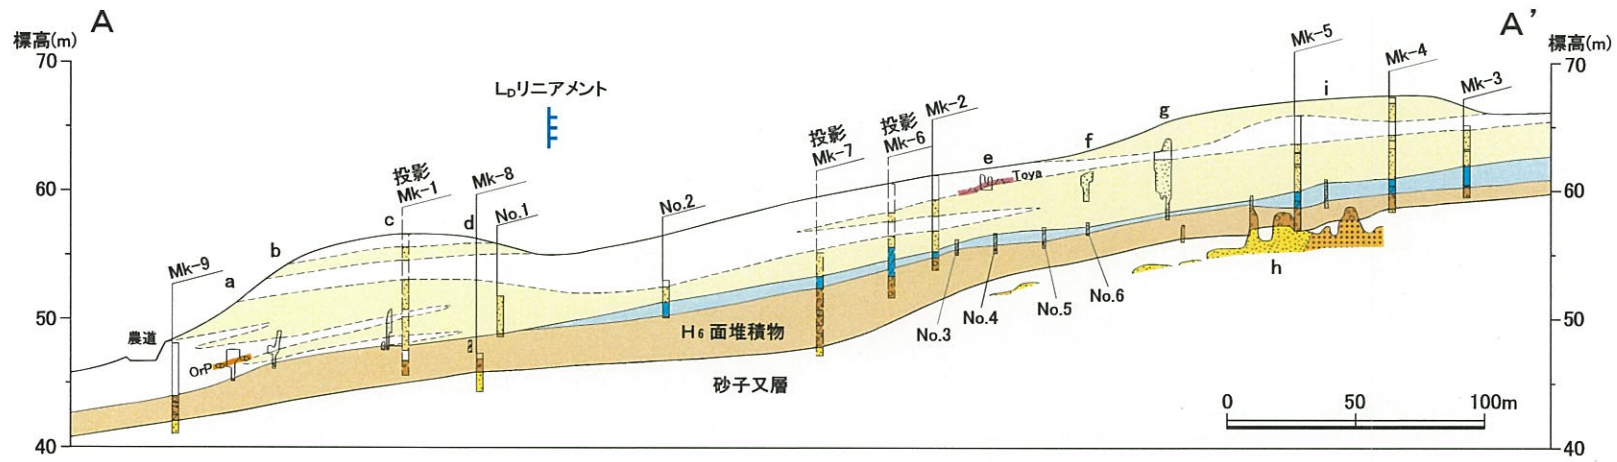 A
A'
標高(m)
標高(m)
70
60
50
40
70
60
50
40
LDリニアメント
Mk-9
a
b
c
投影
Mk-1
d
Mk-8
No.1
No.2
投影
Mk-7
投影
Mk-6
Mk-2
e
Toya
f
g
Mk-5
i
Mk-4
Mk-3
農道
OrP
H6面堆積物
砂子又層
No.3
No.4
No.5
No.6
h
0 50 100m